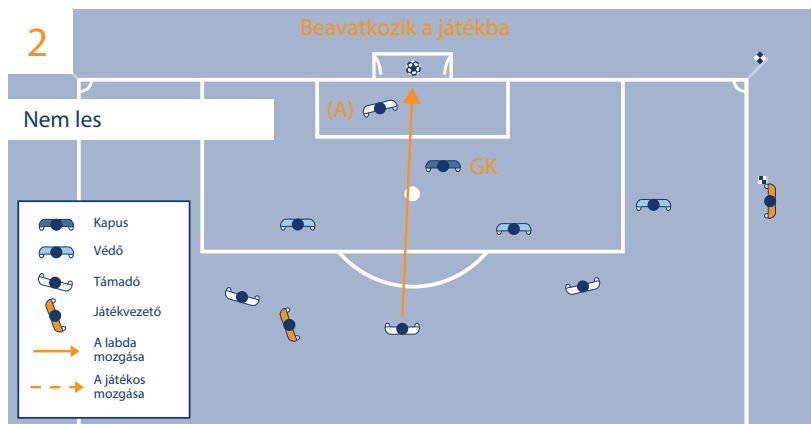 2
Beavatkozik a játékba
(A)
Nem les
GK
Kapus
Védő
Támadó
Játékvezető
A labda
mozgása
A játékos
mozgása